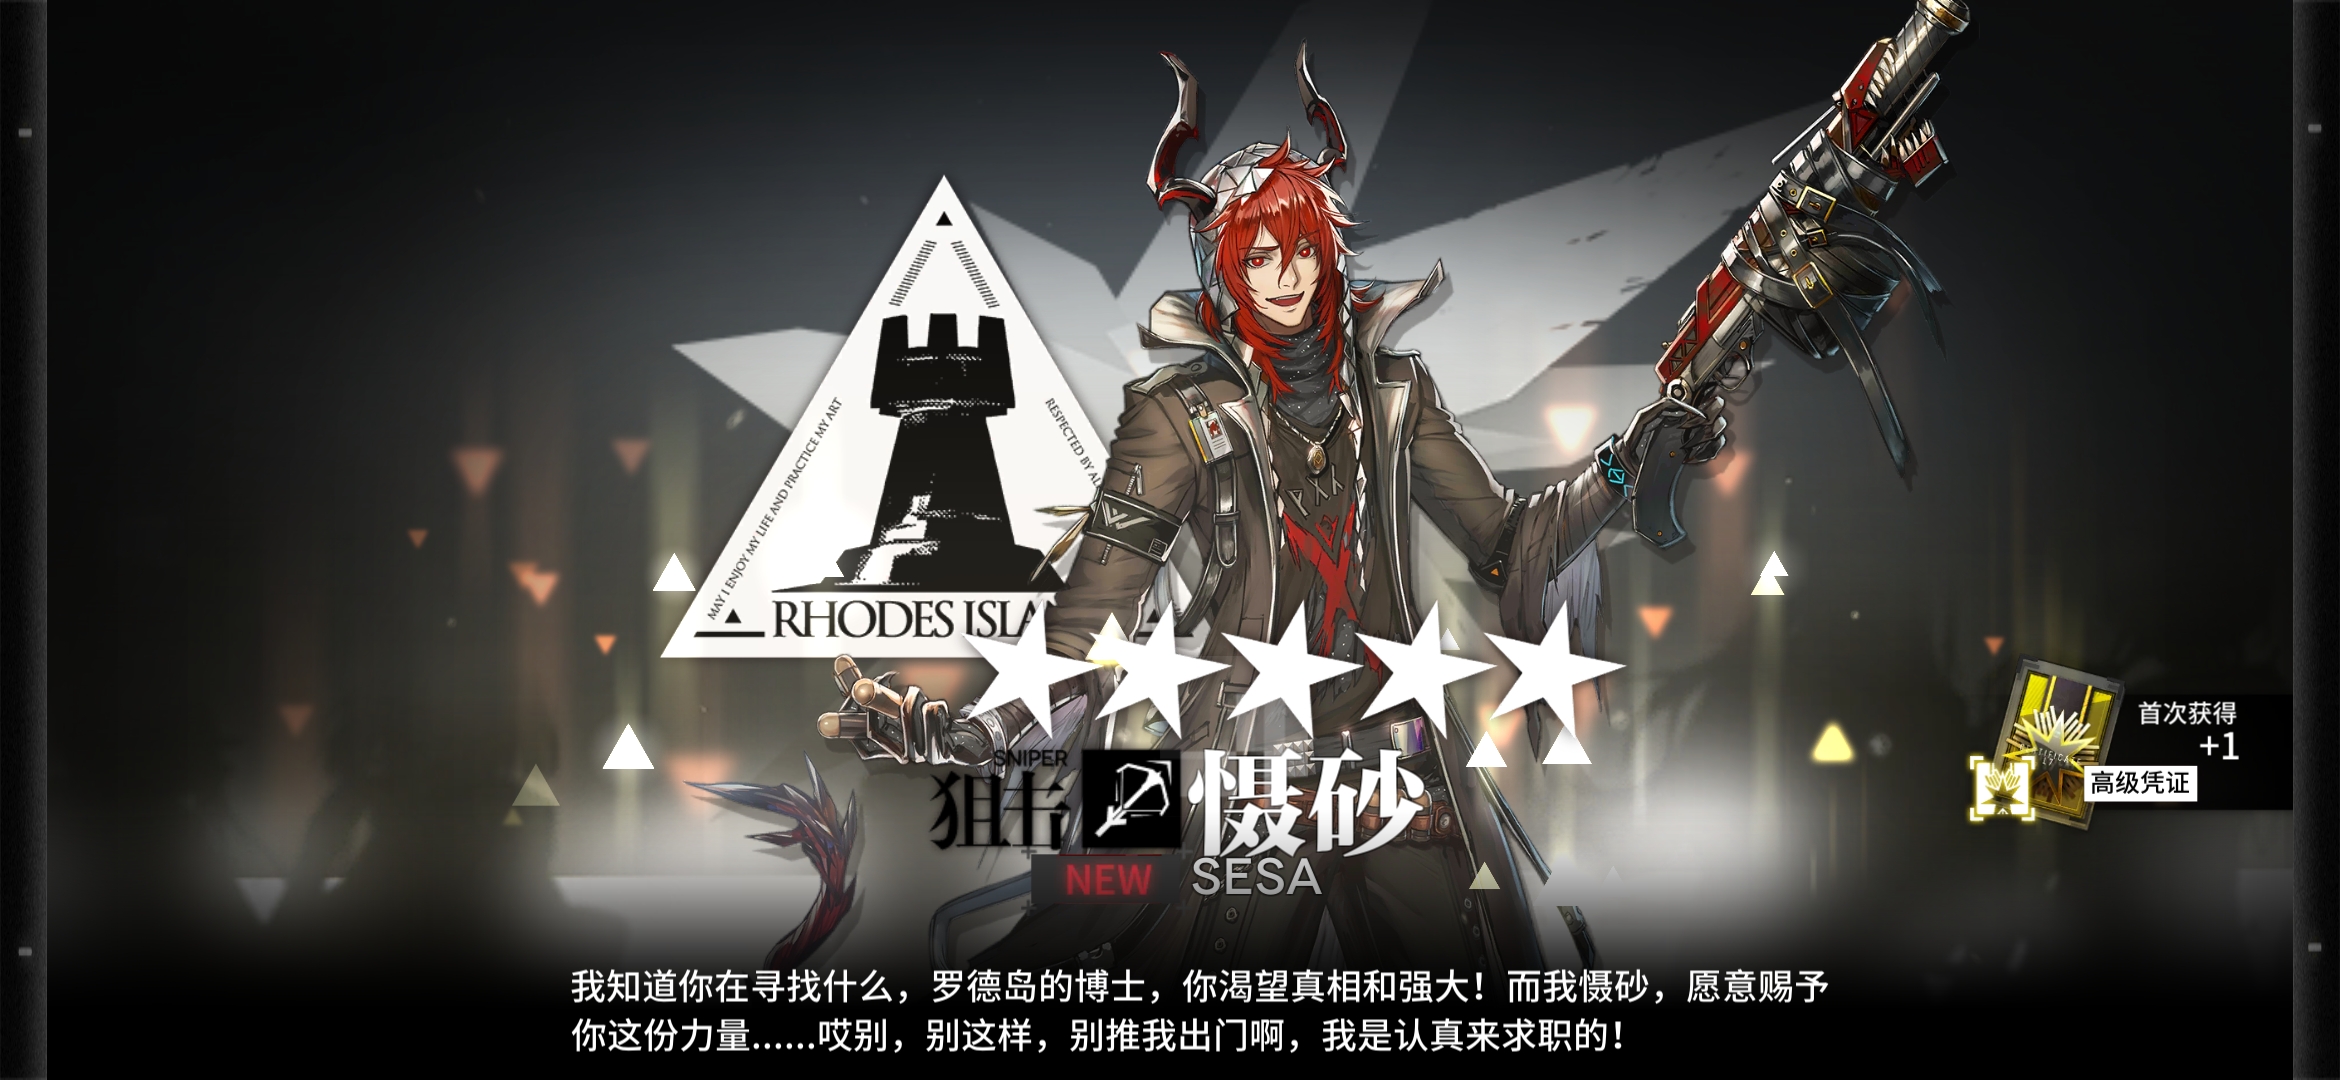 MAY I ENJOY MY LIFE AND PRACTICE MY ART
RESPECTED BY AL
RHODES ISLA
SNIPER
狙击
慑砂
NEW
SESA
首次获得
+1
高级凭证
我知道你在寻找什么，罗德岛的博士，你渴望真相和强大！而我慑砂，愿意赐予
你这份力量......哎别，别这样，别推我出门啊，我是认真来求职的！